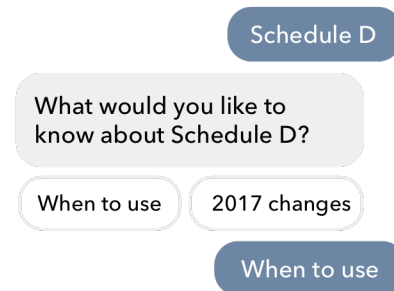 Schedule D
What would you like to
know about Schedule D?
When to use
2017 changes
When to use